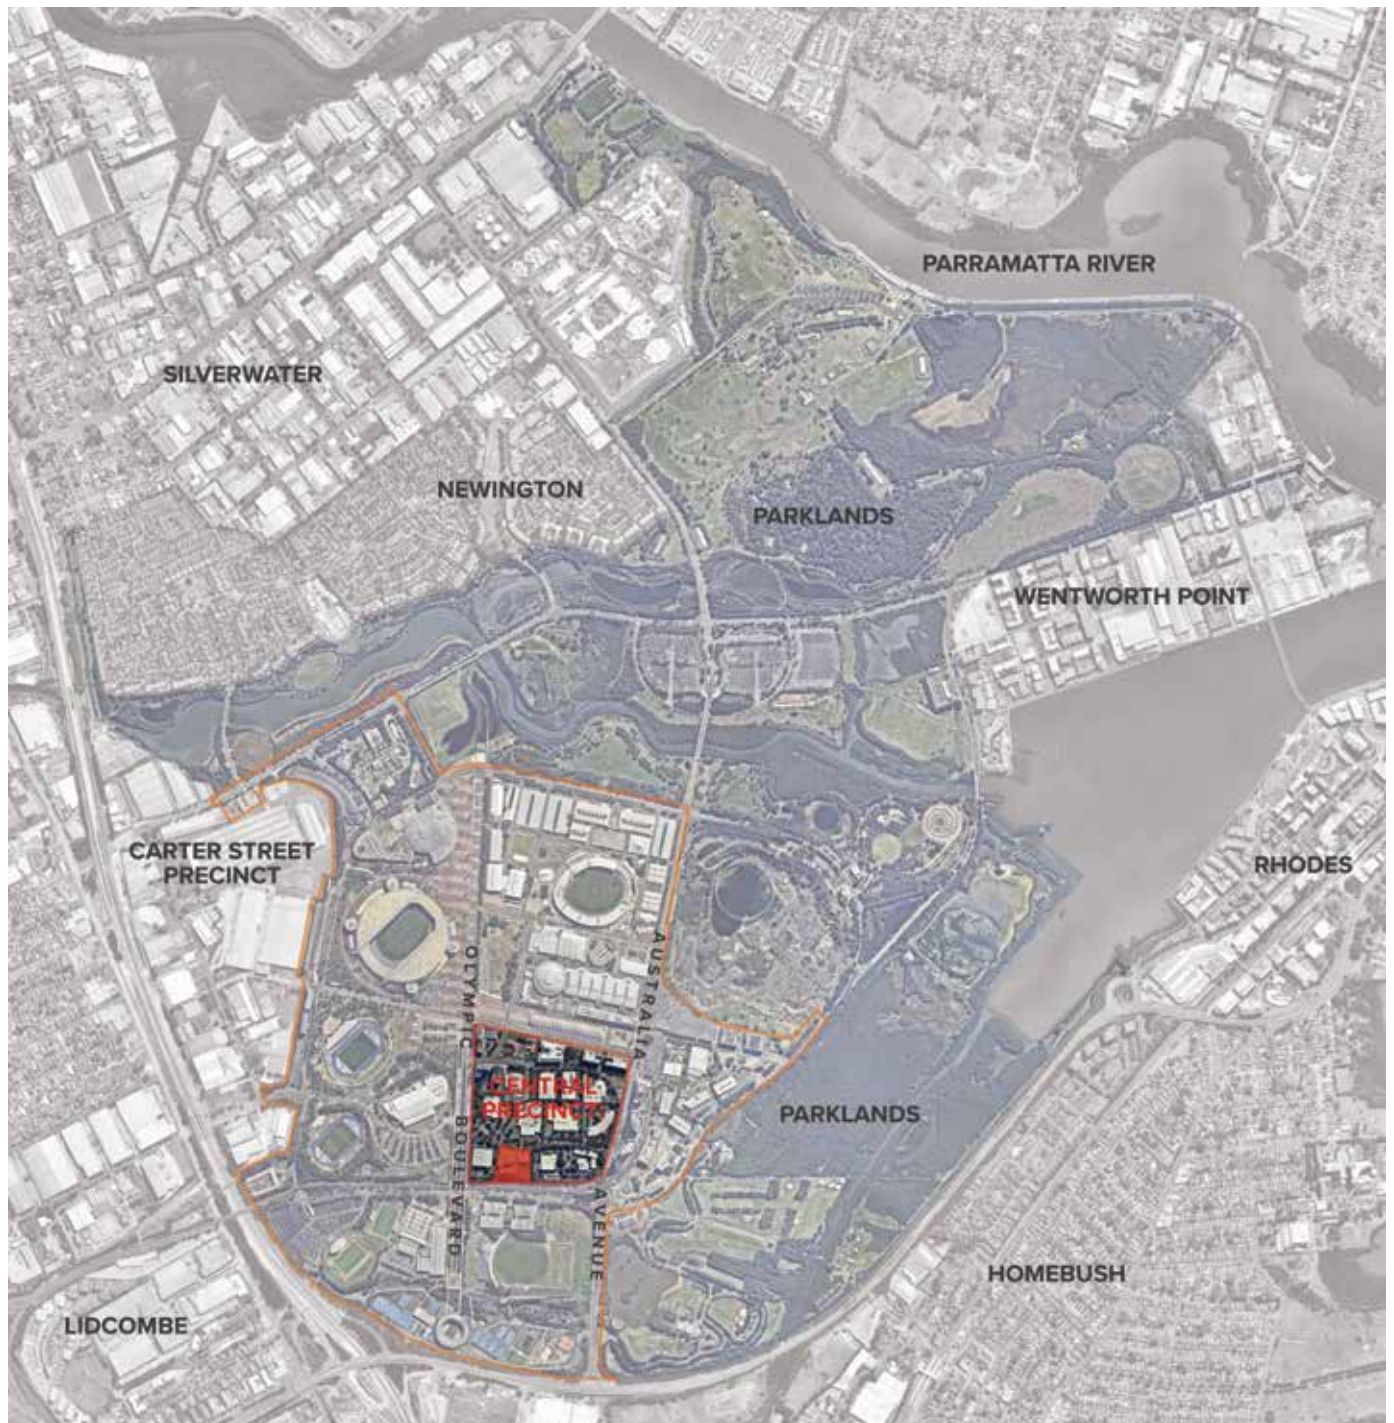 PARRAMATTA RIVER
SILVERWATER
NEWINGTON
PARKLANDS
WENTWORTH POINT
CARTER STREET
PRECINCT
RHODES
OLYMPIC
BOULEVARD
AUSTRALIA
AVENUE
CENTRAL
PRECINCT
PARKLANDS
HOMEBUSH
LIDCOMBE